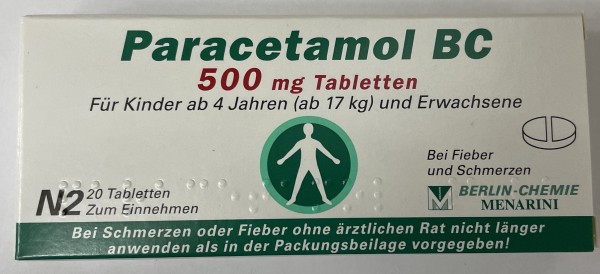 Paracetamol BC
500 mg Tabletten
Für Kinder ab 4 Jahren (ab 17 kg) und Erwachsene
Bei Fieber
und Schmerzen
N2 20 Tabletten
Zum Einnehmen
BERLIN-CHEMIE
MENARINI
Bei Schmerzen oder Fieber ohne ärztlichen Rat nicht länger
anwenden als in der Packungsbeilage vorgegeben!